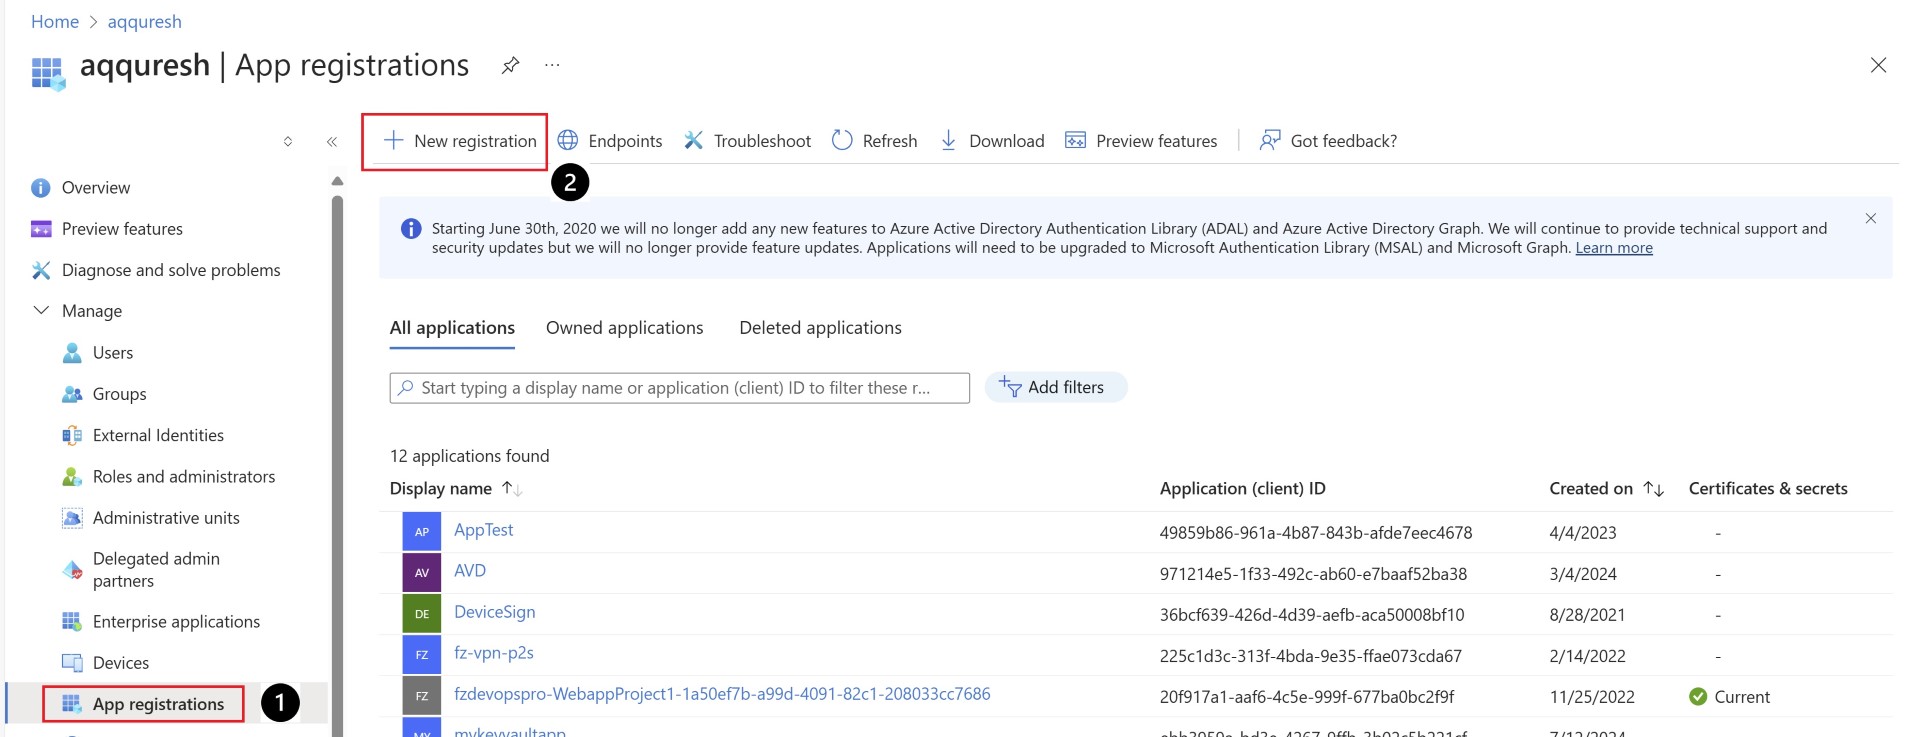 Home > aqquresh
aqquresh | App registrations
New registration
Endpoints
Troubleshoot
Refresh
Download
Preview features
Got feedback?
2
Overview
Preview features
Diagnose and solve problems
Manage
Users
Groups
External Identities
Roles and administrators
Administrative units
Delegated admin
partners
Enterprise applications
Devices
App registrations
1
Starting June 30th, 2020 we will no longer add any new features to Azure Active Directory Authentication Library (ADAL) and Azure Active Directory Graph. We will continue to provide technical support and
security updates but we will no longer provide feature updates. Applications will need to be upgraded to Microsoft Authentication Library (MSAL) and Microsoft Graph. Learn more
All applications
Owned applications
Deleted applications
Start typing a display name or application (client) ID to filter these r...
Add filters
12 applications found
Display name Application (client) ID Created on Certificates & secrets
AP AppTest 49859b86-961a-4b87-843b-afde7eec4678 4/4/2023 -
AV AVD 971214e5-1f33-492c-ab60-e7baaf52ba38 3/4/2024 -
DE DeviceSign 36bcf639-426d-4d39-aefb-aca50008bf10 8/28/2021 -
FZ fz-vpn-p2s 225c1d3c-313f-4bda-9e35-ffae073cda67 2/14/2022 -
FZ fzdevopspro-WebappProject1-1a50ef7b-a99d-4091-82c1-208033cc7686 20f917a1-aaf6-4c5e-999f-677ba0bc2f9f 11/25/2022 Current
MY mykeyvaultapp